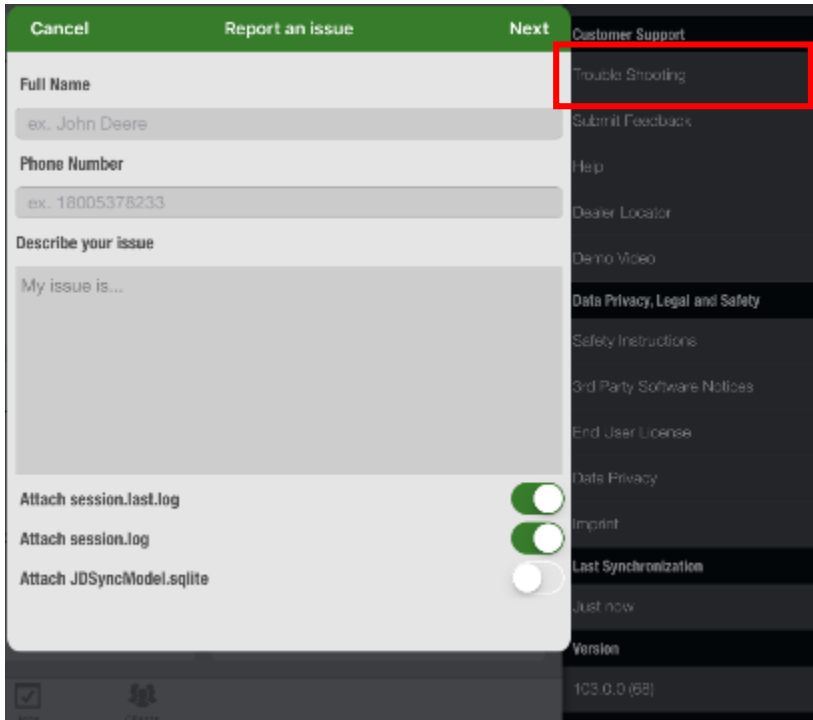 Cancel Report an issue Next
Full Name
ex. John Deere
Phone Number
ex. 18005378233
Describe your issue
My issue is...
Attach session.last.log
Attach session.log
Attach JDSyncModel.sqlite
Customer Support
Trouble Shooting
Submit Feedback
Help
Dealer Locator
Demo Video
Data Privacy, Legal and Safety
Safety Instructions
3rd Party Software Notices
End User License
Data Privacy
Imprint
Last Synchronization
Just now
Version
103.0.0 (68)